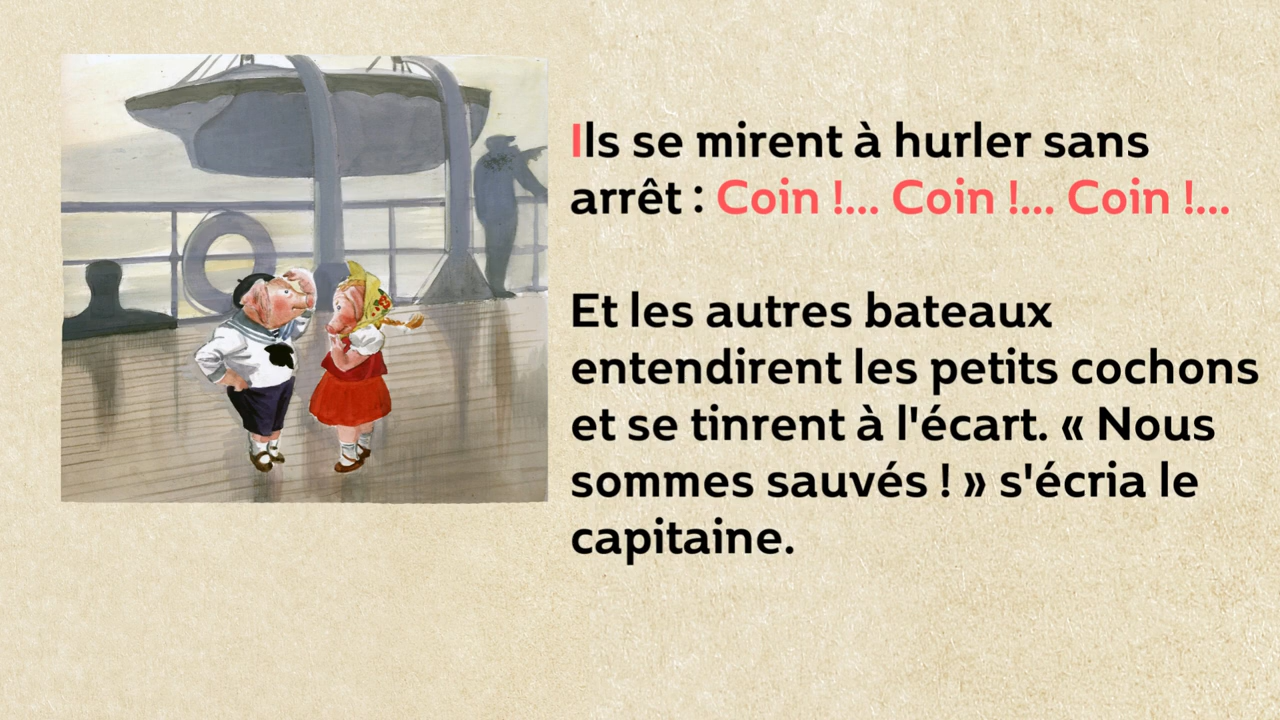 Ils se mirent à hurler sans
arrêt : Coin !... Coin !... Coin !...
Et les autres bateaux
entendirent les petits cochons
et se tinrent à l'écart. « Nous
sommes sauvés ! » s'écria le
capitaine.